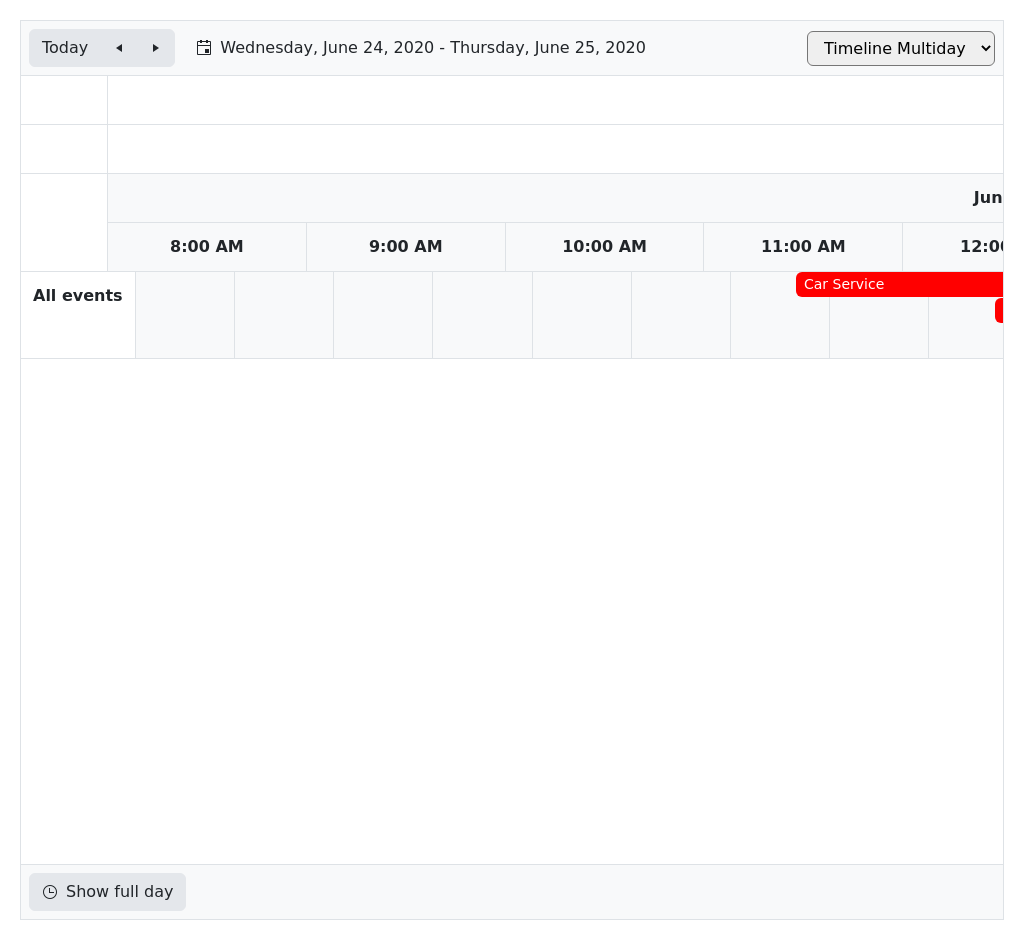 Today
Wednesday, June 24, 2020 - Thursday, June 25, 2020
Timeline Multiday
Jun
8:00 AM
9:00 AM
10:00 AM
11:00 AM
12:0
All events
Car Service
Show full day